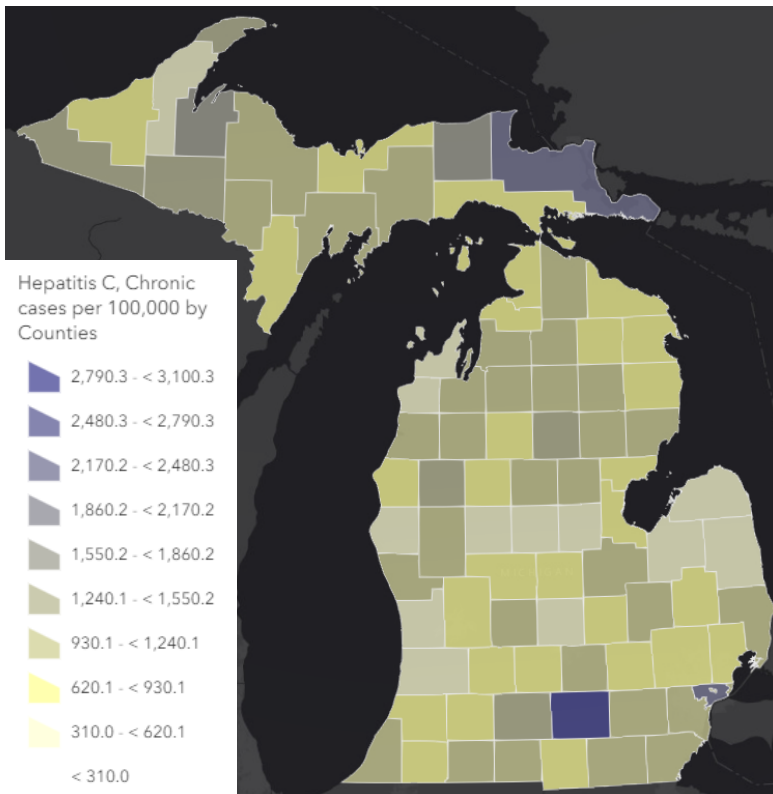 Hepatitis C, Chronic
cases per 100,000 by
Counties
2,790.3 - < 3,100.3
2,480.3 - < 2,790.3
2,170.2 - < 2,480.3
1,860.2 - < 2,170.2
1,550.2 - < 1,860.2
1,240.1 - < 1,550.2
930.1 - < 1,240.1
620.1 - < 930.1
310.0 - < 620.1
< 310.0
MICHIGAN